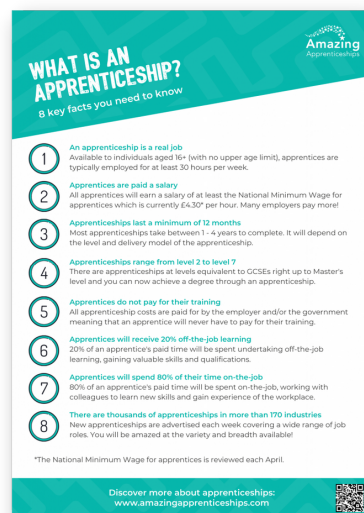 Amazing
Apprenticeships
WHAT IS AN
APPRENTICESHIP?
8 key facts you need to know
1
An apprenticeship is a real job
Available to individuals aged 16+ (with no upper age limit), apprentices are
typically employed for at least 30 hours per week.
2
Apprentices are paid a salary
All apprentices will earn a salary of at least the National Minimum Wage for
apprentices which is currently £4.30* per hour. Many employers pay more!
3
Apprenticeships last a minimum of 12 months
Most apprenticeships take between 1 - 4 years to complete. It will depend on
the level and delivery model of the apprenticeship.
4
Apprenticeships range from level 2 to level 7
There are apprenticeships at levels equivalent to GCSEs right up to Master's
level and you can now achieve a degree through an apprenticeship.
5
Apprentices do not pay for their training
All apprenticeship costs are paid for by the employer and/or the government
meaning that an apprentice will never have to pay for their training.
6
Apprentices will receive 20% off-the-job learning
20% of an apprentice's paid time will be spent undertaking off-the-job
learning, gaining valuable skills and qualifications.
7
Apprentices will spend 80% of their time on-the-job
80% of an apprentice's paid time will be spent on-the-job, working with
colleagues to learn new skills and gain experience of the workplace.
8
There are thousands of apprenticeships in more than 170 industries
New apprenticeships are advertised each week covering a wide range of job
roles. You will be amazed at the variety and breadth available!
*The National Minimum Wage for apprentices is reviewed each April.
Discover more about apprenticeships:
www.amazingapprenticeships.com